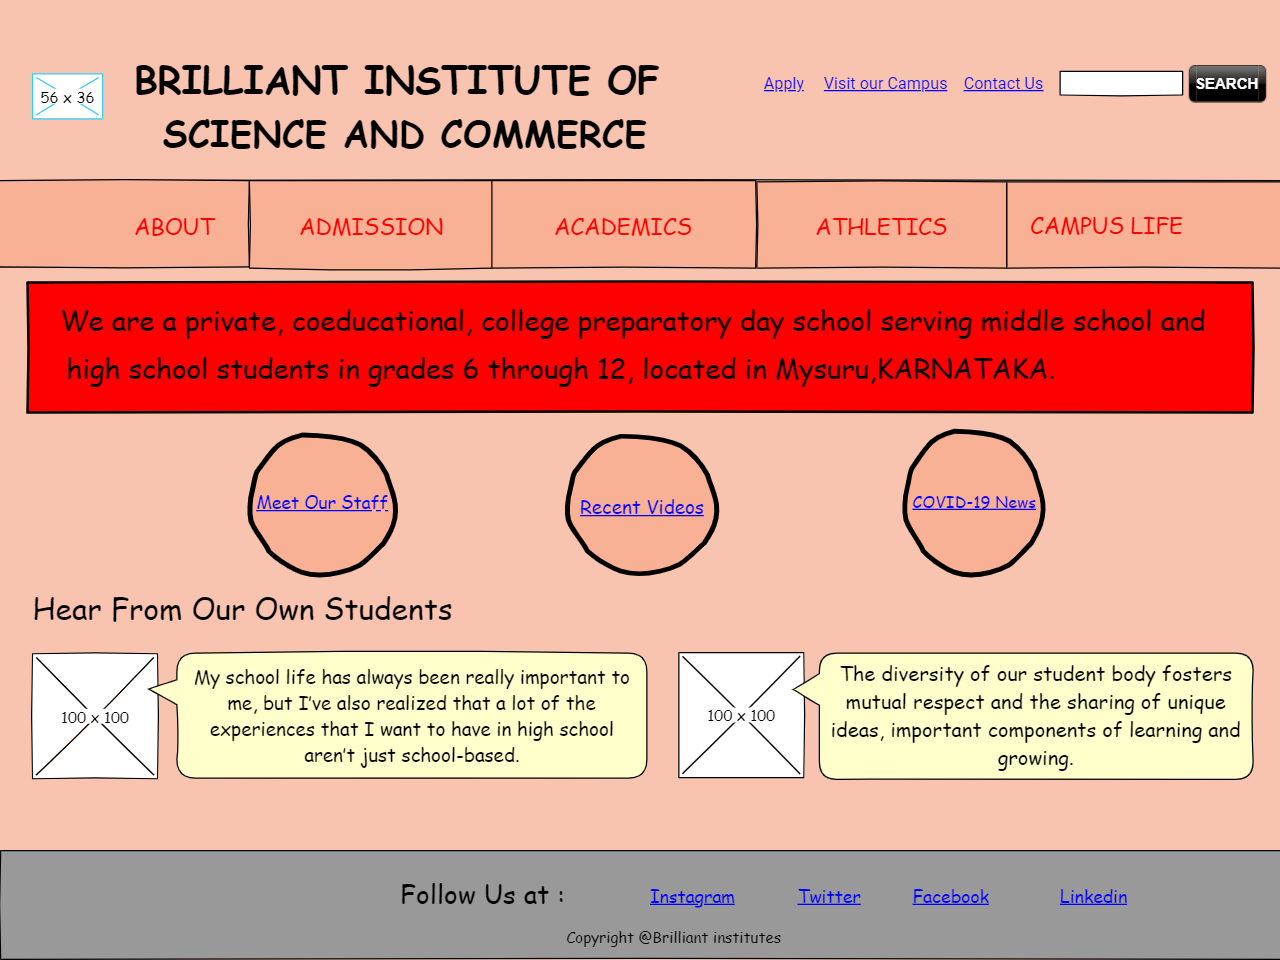 56 x 36
BRILLIANT INSTITUTE OF
SCIENCE AND COMMERCE
Apply
Visit our Campus
Contact Us
SEARCH
ABOUT
ADMISSION
ACADEMICS
ATHLETICS
CAMPUS LIFE
We are a private, coeducational, college preparatory day school serving middle school and
high school students in grades 6 through 12, located in Mysuru,KARNATAKA.
Meet Our Staff
Recent Videos
COVID-19 News
Hear From Our Own Students
100 x 100
My school life has always been really important to
me, but I've also realized that a lot of the
experiences that I want to have in high school
aren't just school-based.
100 x 100
The diversity of our student body fosters
mutual respect and the sharing of unique
ideas, important components of learning and
growing.
Follow Us at :
Instagram
Twitter
Facebook
Linkedin
Copyright @Brilliant institutes